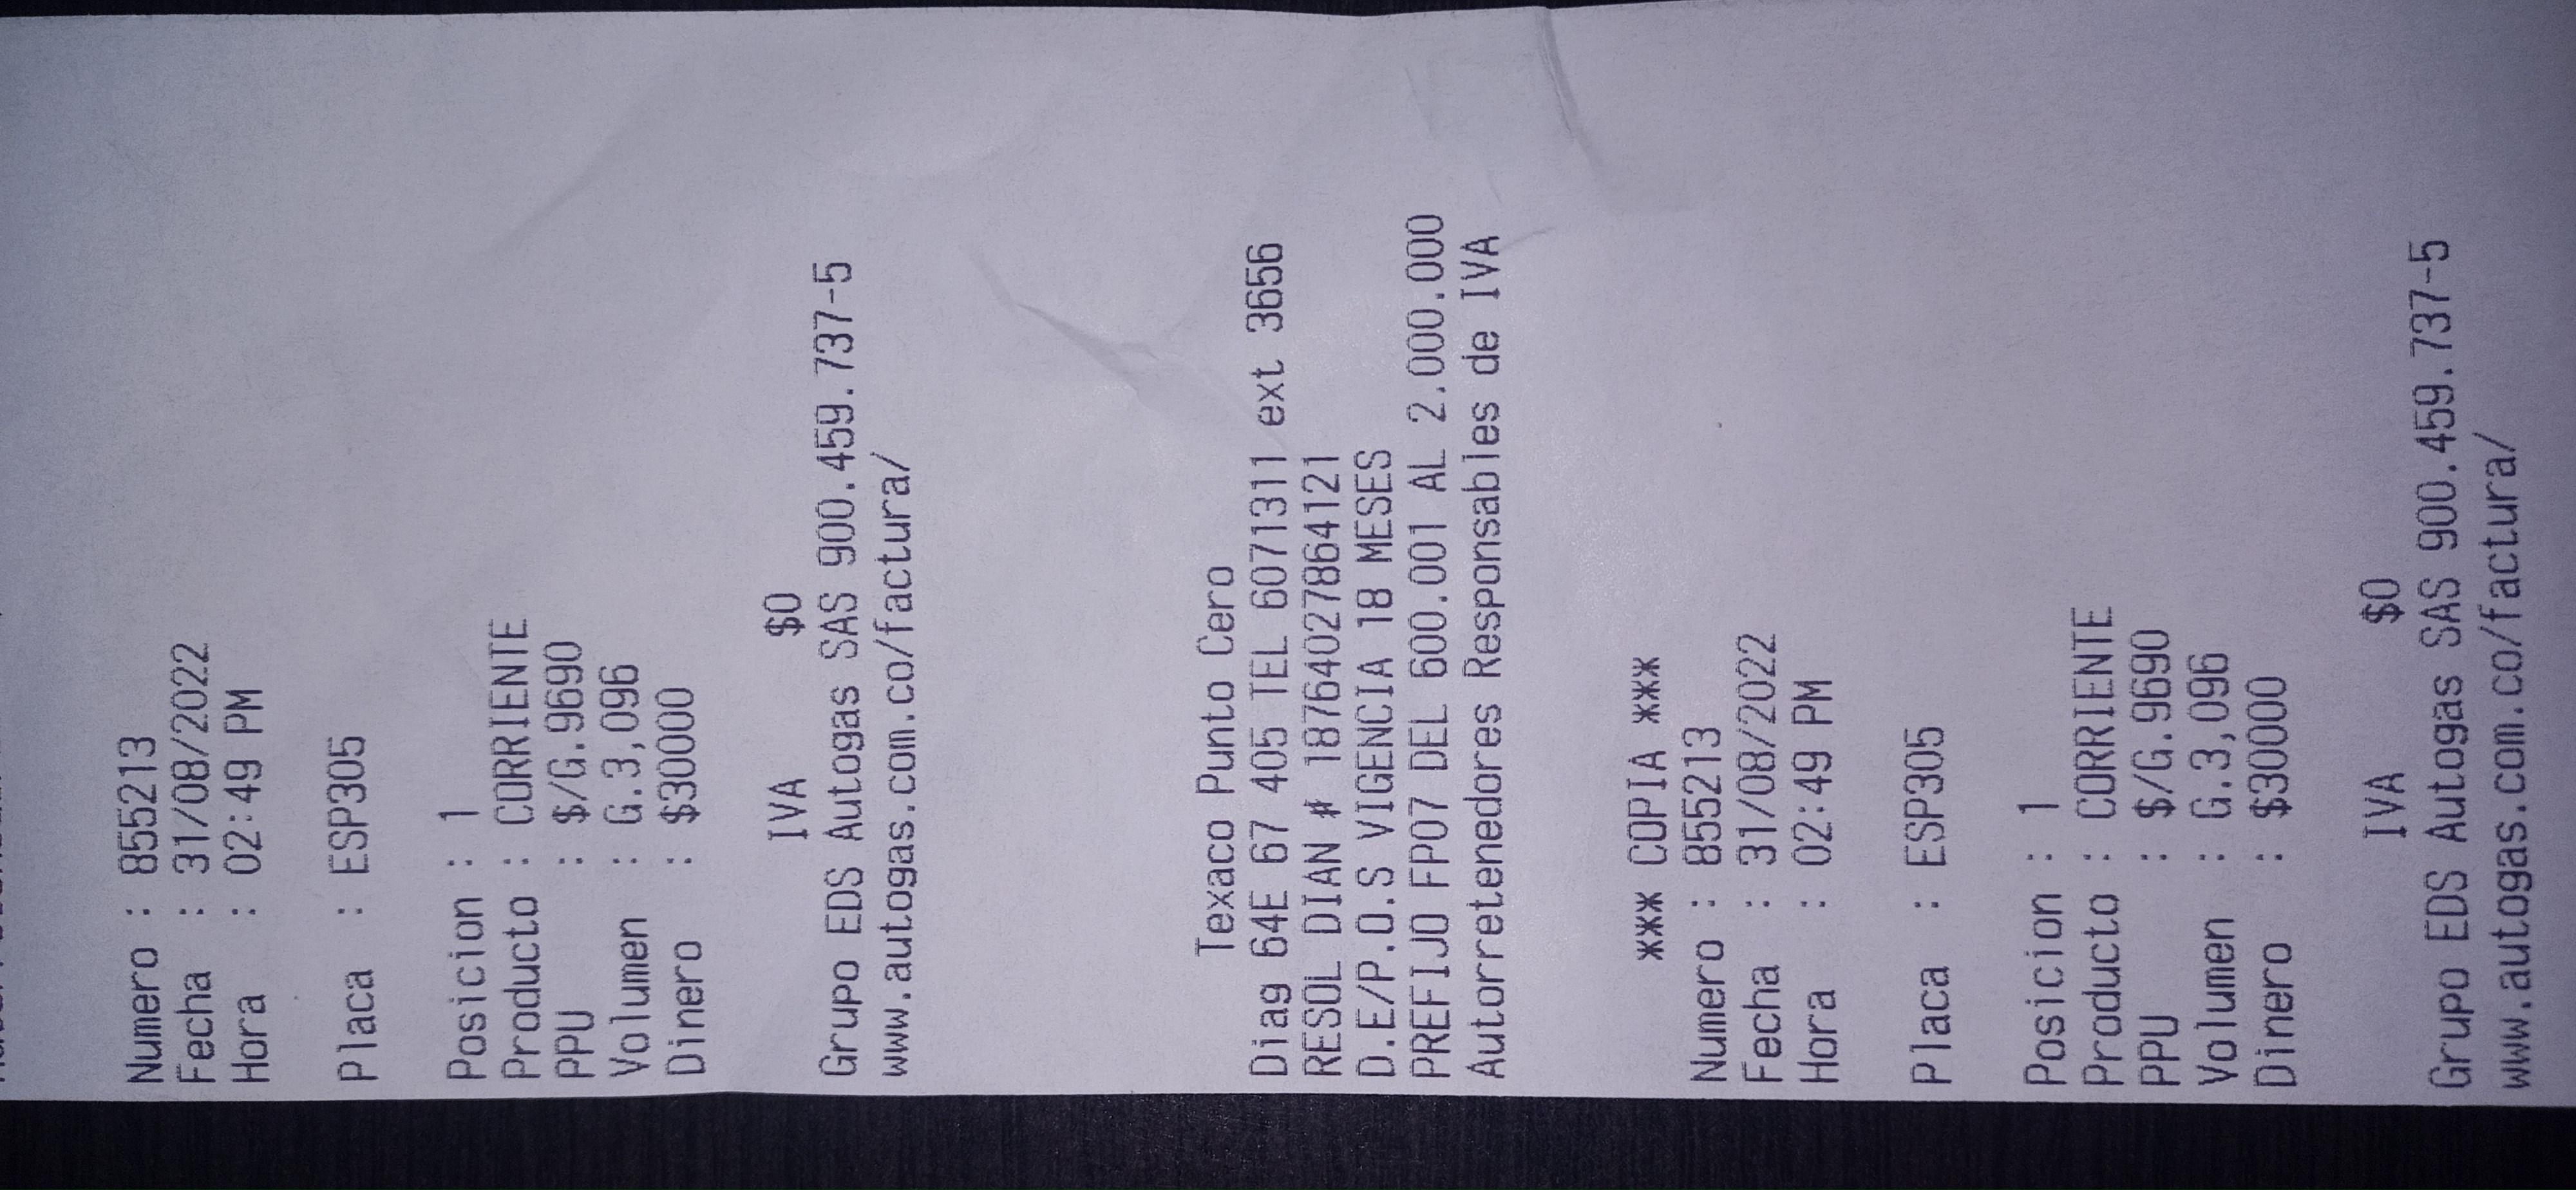 Numero : 855213
Fecha : 31/08/2022
Hora : 02:49 PM
Placa : ESP305
Posicion : 1
Producto : CORRIENTE
PPU : $/G.9690
Volumen : G.3,096
Dinero : $30000
IVA $0
Grupo EDS Autogas SAS 900.459.737-5
www.autogas.com.co/factura/
Texaco Punto Cero
Diag 64E 67 405 TEL 6071311 ext 3656
RESOL DIAN # 18764027864121
D.E/P.O.S VIGENCIA 18 MESES
PREFIJO FP07 DEL 600.001 AL 2.000.000
Autorretenedores Responsables de IVA
*** COPIA ***
Numero : 855213
Fecha : 31/08/2022
Hora : 02:49 PM
Placa : ESP305
Posicion : 1
Producto : CORRIENTE
PPU : $/G.9690
Volumen : G.3,096
Dinero : $30000
IVA $0
Grupo EDS Autogas SAS 900.459.737-5
www.autogas.com.co/factura/